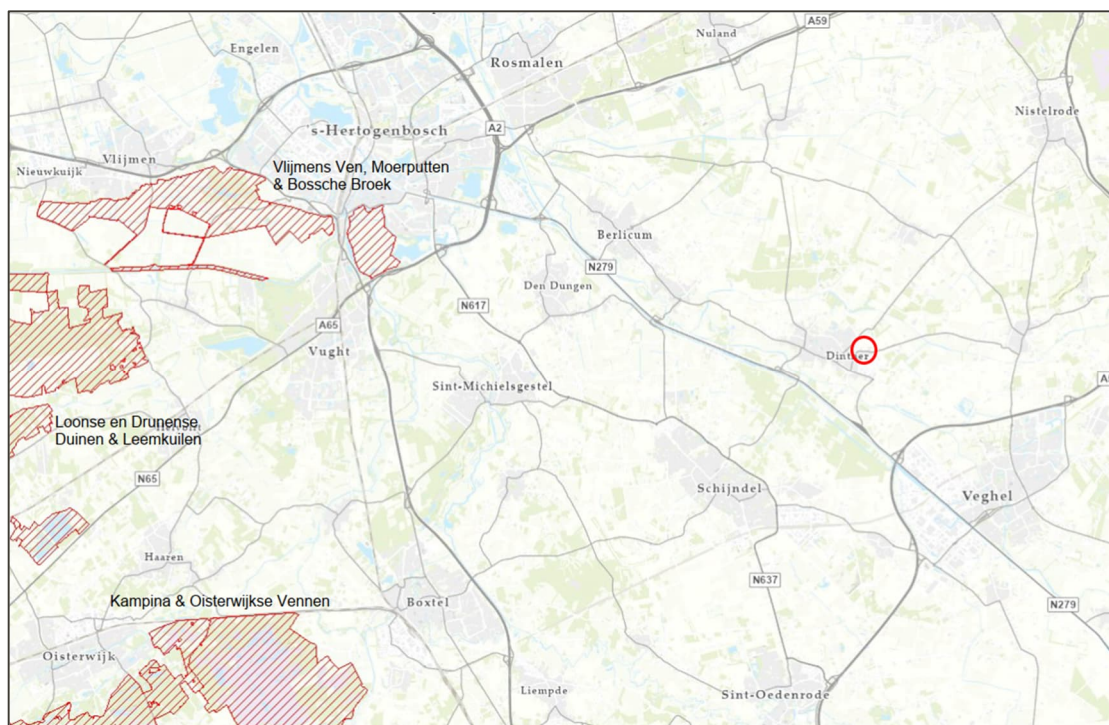 A59
Nuland
Engelen
Rosmalen
Nistelrode
's-Hertogenbosch
A2
Vlijmen
Nieuwkuijk
Vlijmens Ven, Moerputten
& Bossche Broek
Berlicum
N279
Den Dungen
N617
A65
Vught
Dinther
Sint-Michielsgestel
Loonse en Drunense
Duinen & Leemkuilen
Helvoirt
N65
Schijndel
Veghel
Haaren
N637
Kampina & Oisterwijkse Vennen
Boxtel
N279
Oisterwijk
Liempde
Sint-Oedenrode